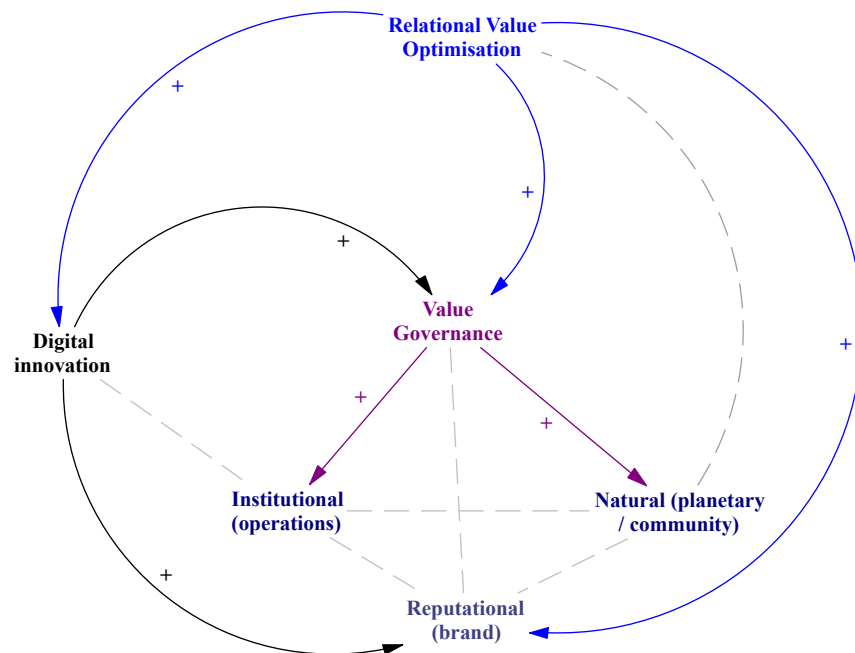 Relational Value
Optimisation
+
+
+
Value
Governance
Digital
innovation
+
+
+
Institutional
(operations)
Natural (planetary
/ community)
+
Reputational
(brand)